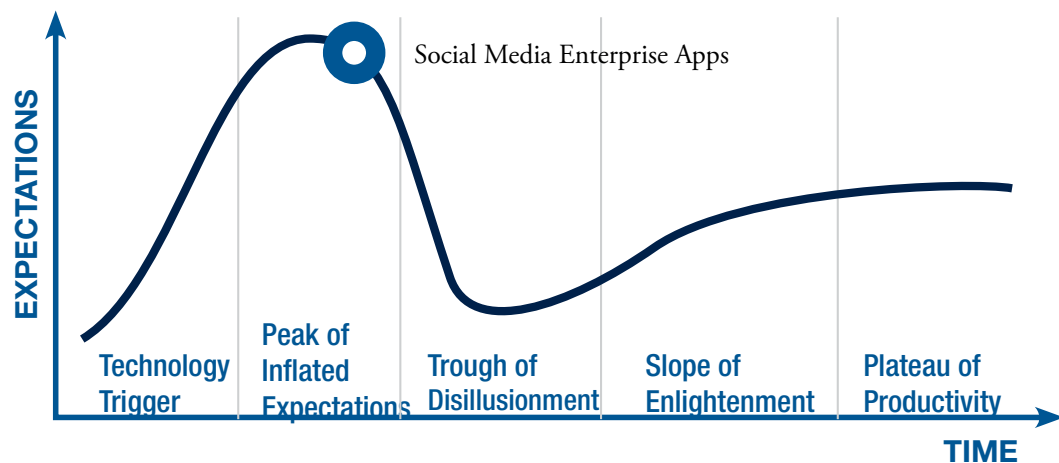 Social Media Enterprise Apps
EXPECTATIONS
Technology
Trigger
Peak of
Inflated
Expectations
Trough of
Disillusionment
Slope of
Enlightenment
Plateau of
Productivity
TIME